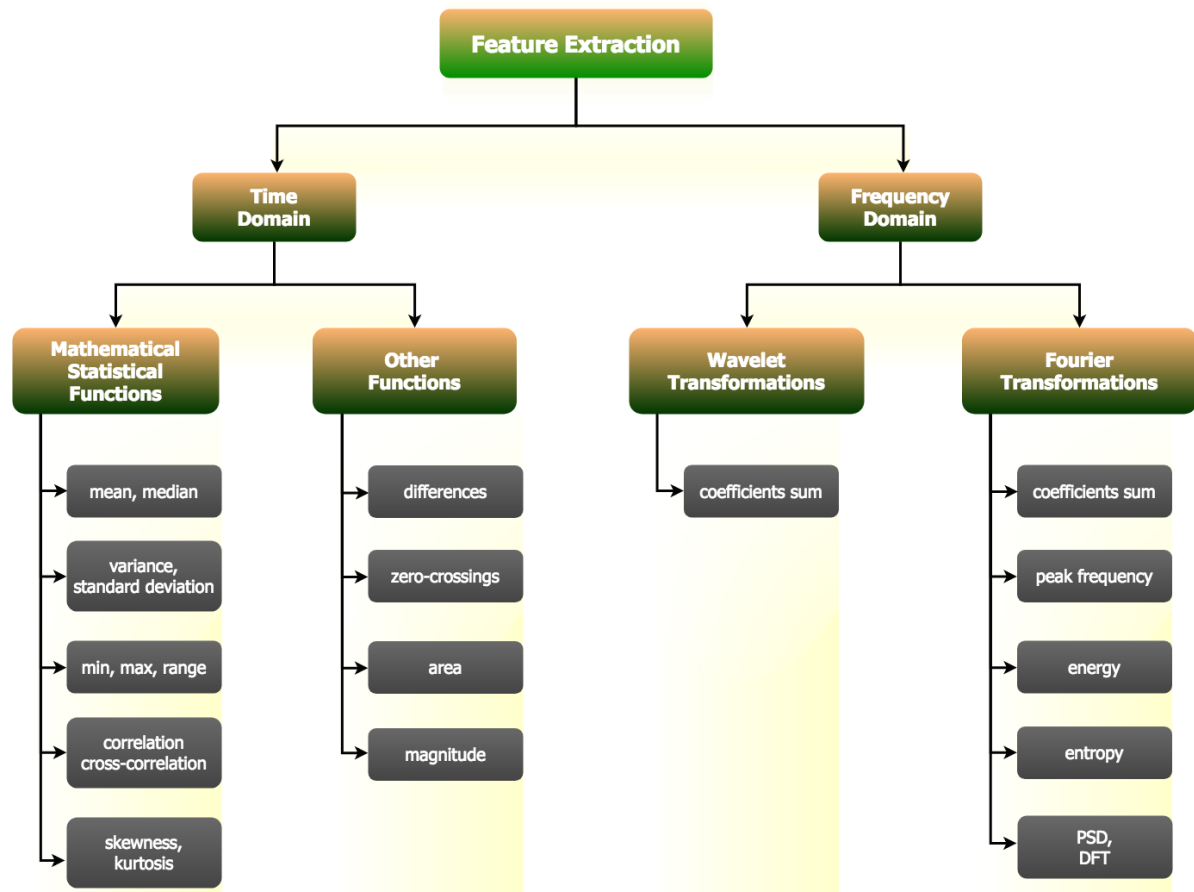 Feature Extraction
Time
Domain
Frequency
Domain
Mathematical
Statistical
Functions
Other
Functions
Wavelet
Transformations
Fourier
Transformations
mean, median
variance,
standard deviation
min, max, range
correlation
cross-correlation
skewness,
kurtosis
differences
zero-crossings
area
magnitude
coefficients sum
coefficients sum
peak frequency
energy
entropy
PSD,
DFT